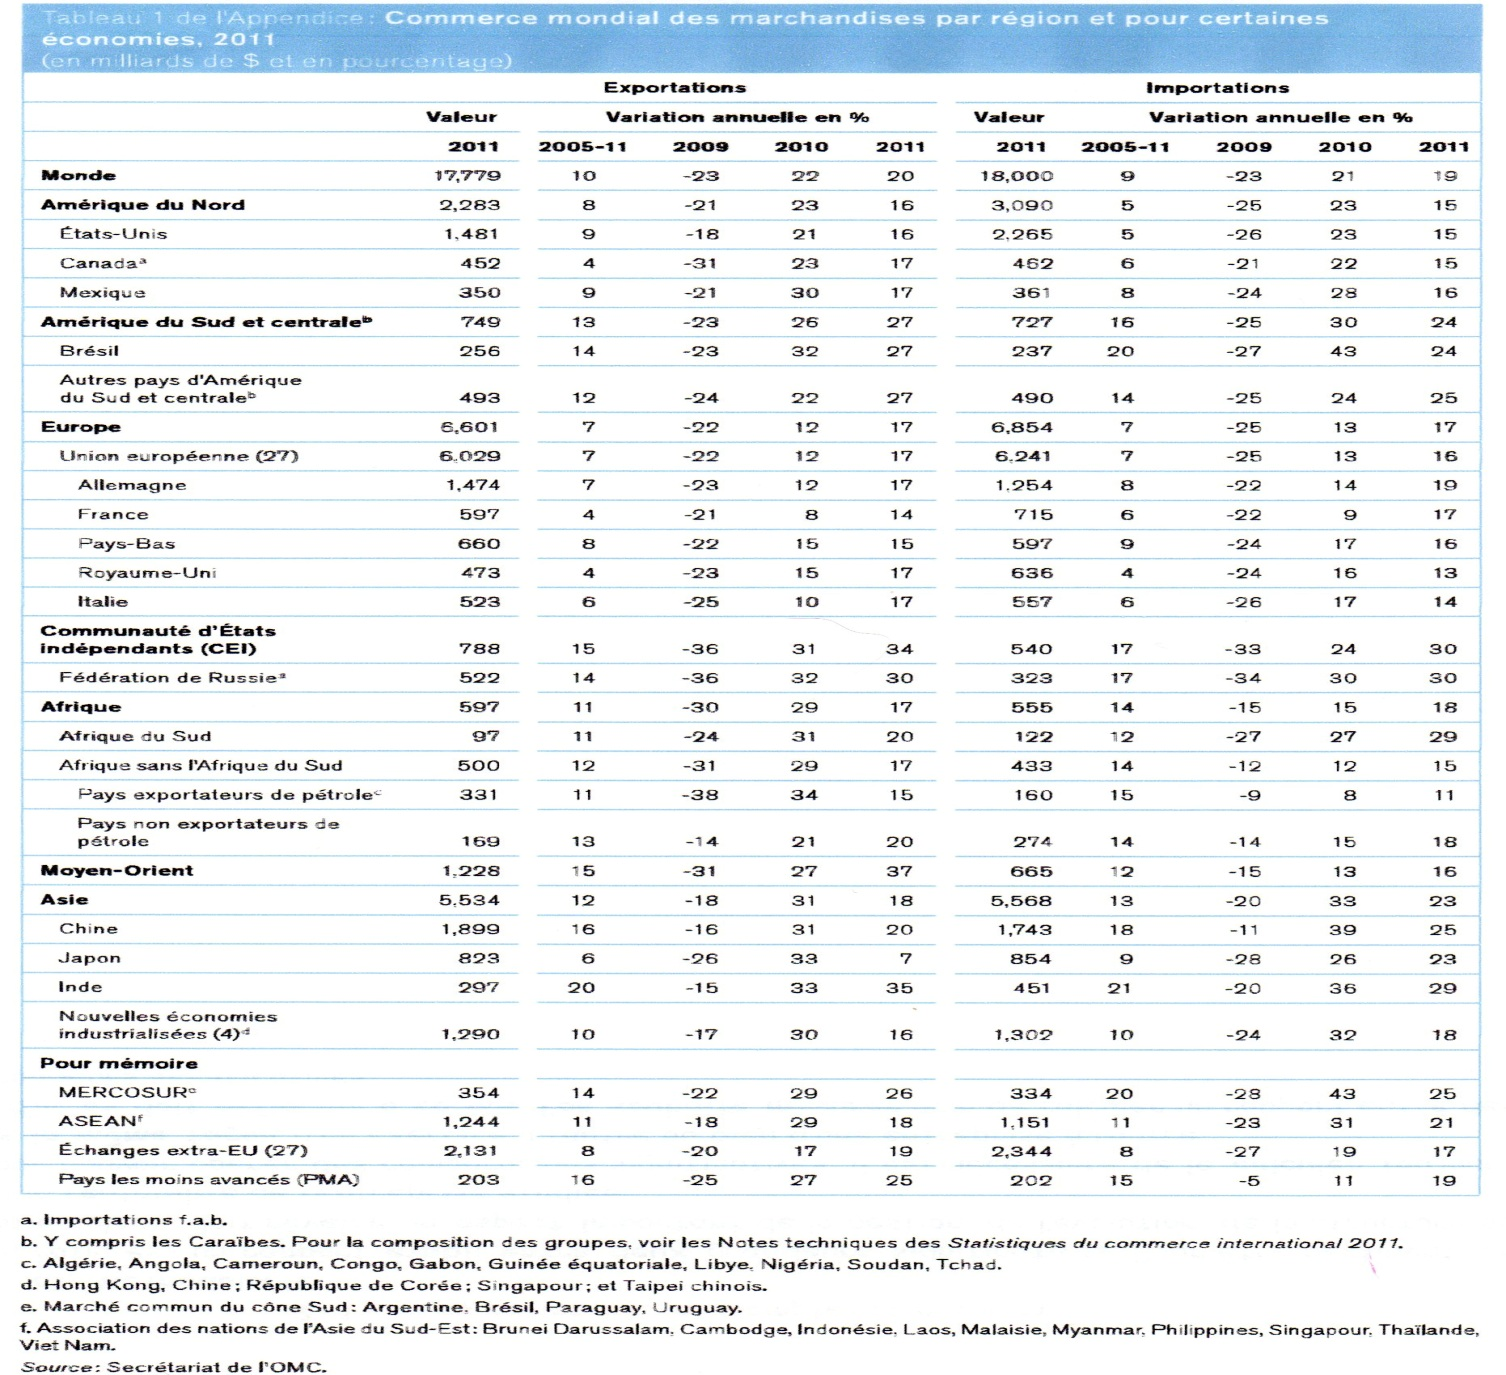 Tableau 1 de l'Appendice: Commerce mondial des marchandises par région et pour certaines
économies, 2011
(en milliards de $ et en pourcentage)
Exportations Importations
Valeur Variation annuelle en % Valeur Variation annuelle en %
2011 2005-11 2009 2010 2011 2011 2005-11 2009 2010 2011
Monde 17,779 10 -23 22 20 18,000 9 -23 21 19
Amérique du Nord 2,283 8 -21 23 16 3,090 5 -25 23 15
États-Unis 1,481 9 -18 21 16 2,265 5 -26 23 15
Canadaᵃ 452 4 -31 23 17 462 6 -21 22 15
Mexique 350 9 -21 30 17 361 8 -24 28 16
Amérique du Sud et centraleᵇ 749 13 -23 26 27 727 16 -25 30 24
Brésil 256 14 -23 32 27 237 20 -27 43 24
Autres pays d'Amérique
du Sud et centraleᵇ 493 12 -24 22 27 490 14 -25 24 25
Europe 6,601 7 -22 12 17 6,854 7 -25 13 17
Union européenne (27) 6,029 7 -22 12 17 6,241 7 -25 13 16
Allemagne 1,474 7 -23 12 17 1,254 8 -22 14 19
France 597 4 -21 8 14 715 6 -22 9 17
Pays-Bas 660 8 -22 15 15 597 9 -24 17 16
Royaume-Uni 473 4 -23 15 17 636 4 -24 16 13
Italie 523 6 -25 10 17 557 6 -26 17 14
Communauté d'États
indépendants (CEI) 788 15 -36 31 34 540 17 -33 24 30
Fédération de Russieᵃ 522 14 -36 32 30 323 17 -34 30 30
Afrique 597 11 -30 29 17 555 14 -15 15 18
Afrique du Sud 97 11 -24 31 20 122 12 -27 27 29
Afrique sans l'Afrique du Sud 500 12 -31 29 17 433 14 -12 12 15
Pays exportateurs de pétroleᶜ 331 11 -38 34 15 160 15 -9 8 11
Pays non exportateurs de
pétrole 169 13 -14 21 20 274 14 -14 15 18
Moyen-Orient 1,228 15 -31 27 37 665 12 -15 13 16
Asie 5,534 12 -18 31 18 5,568 13 -20 33 23
Chine 1,899 16 -16 31 20 1,743 18 -11 39 25
Japon 823 6 -26 33 7 854 9 -28 26 23
Inde 297 20 -15 33 35 451 21 -20 36 29
Nouvelles économies
industrialisées (4)ᵈ 1,290 10 -17 30 16 1,302 10 -24 32 18
Pour mémoire
MERCOSURᵉ 354 14 -22 29 26 334 20 -28 43 25
ASEANᶠ 1,244 11 -18 29 18 1,151 11 -23 31 21
Échanges extra-EU (27) 2,131 8 -20 17 19 2,344 8 -27 19 17
Pays les moins avancés (PMA) 203 16 -25 27 25 202 15 -5 11 19
a. Importations f.a.b.
b. Y compris les Caraïbes. Pour la composition des groupes, voir les Notes techniques des Statistiques du commerce international 2011.
c. Algérie, Angola, Cameroun, Congo, Gabon, Guinée équatoriale, Libye, Nigéria, Soudan, Tchad.
d. Hong Kong, Chine; République de Corée; Singapour; et Taipei chinois.
e. Marché commun du cône Sud: Argentine, Brésil, Paraguay, Uruguay.
f. Association des nations de l'Asie du Sud-Est: Brunei Darussalam, Cambodge, Indonésie, Laos, Malaisie, Myanmar, Philippines, Singapour, Thaïlande,
Viet Nam.
Source: Secrétariat de l'OMC.